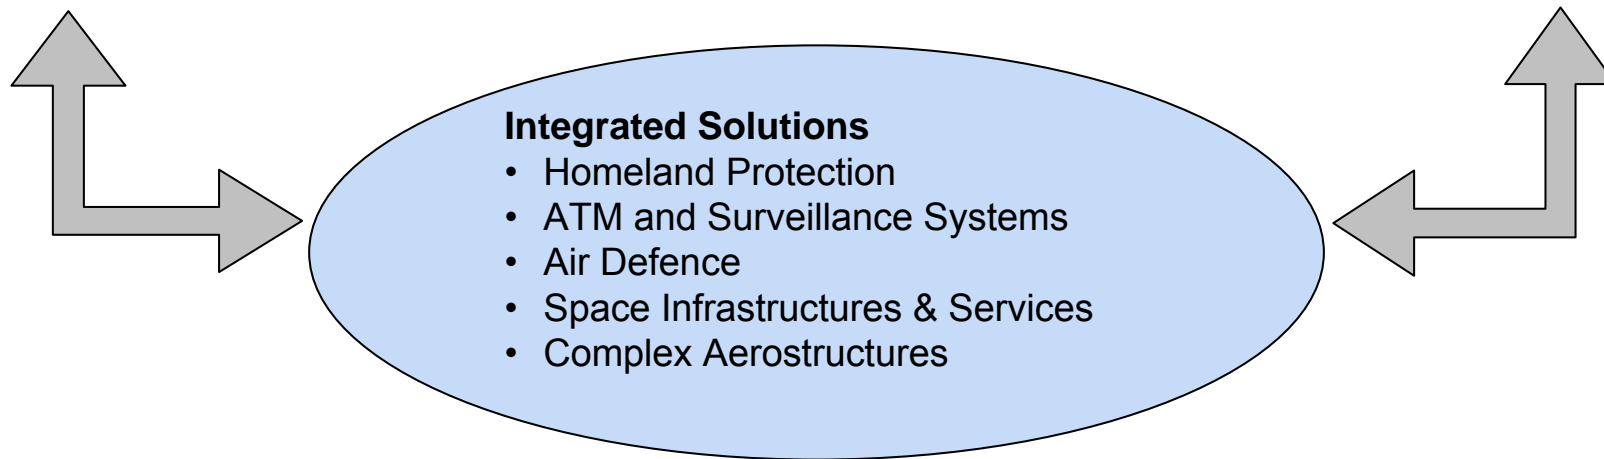 Integrated Solutions
• Homeland Protection
• ATM and Surveillance Systems
• Air Defence
• Space Infrastructures & Services
• Complex Aerostructures